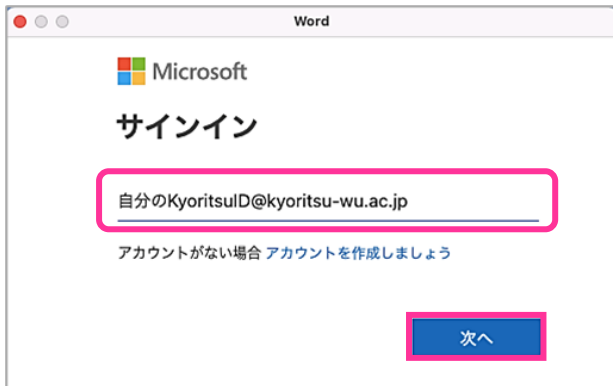 Word
Microsoft
サインイン
自分のKyoritsuID@kyoritsu-wu.ac.jp
アカウントがない場合 アカウントを作成しましょう
次へ